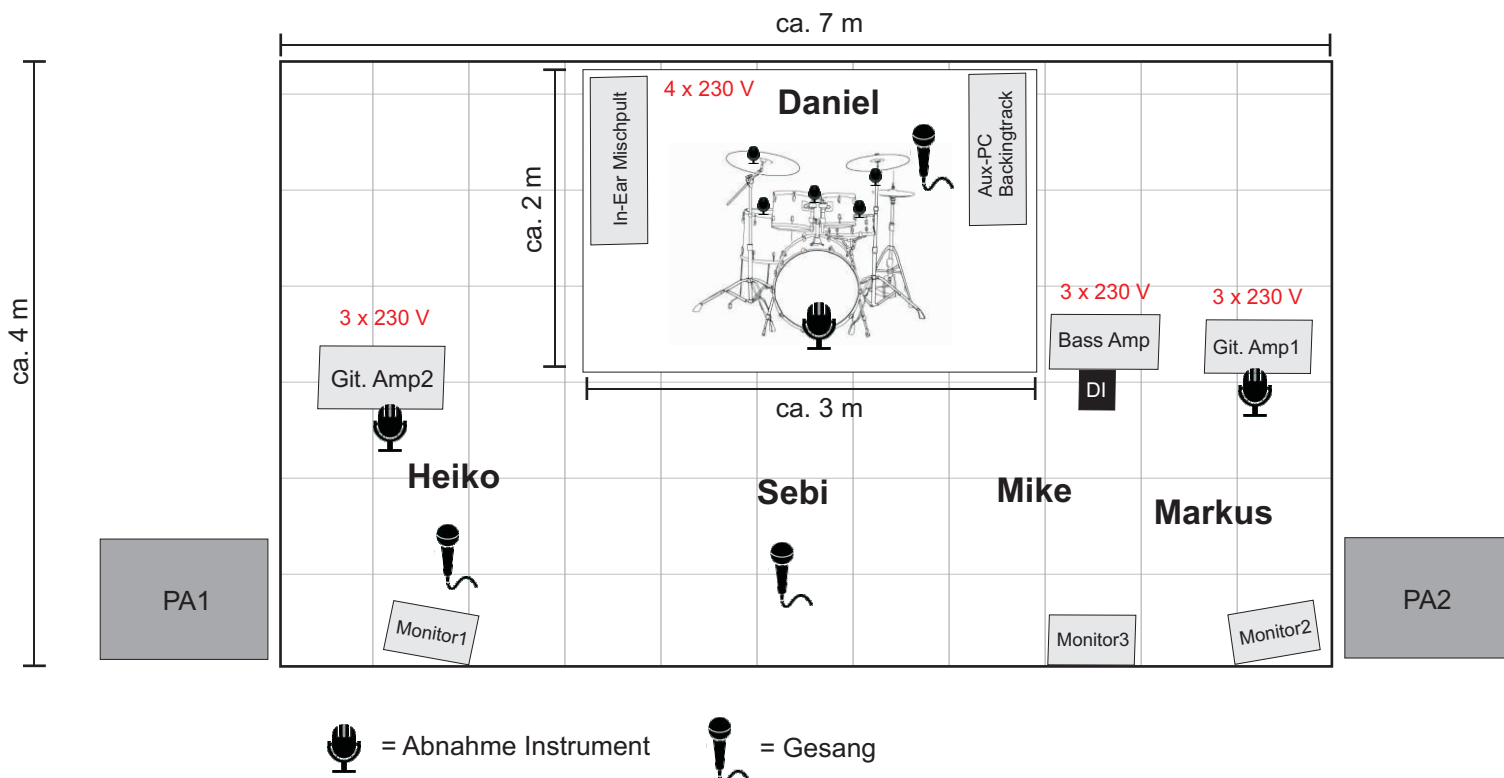 ca. 7 m
ca. 4 m
ca. 2 m
4 x 230 V
Daniel
In-Ear Mischpult
Aux-PC
Backingtrack
3 x 230 V
3 x 230 V
3 x 230 V
Git. Amp2
Bass Amp
Git. Amp1
DI
ca. 3 m
Heiko
Sebi
Mike
Markus
PA1
PA2
Monitor1
Monitor3
Monitor2
= Abnahme Instrument
= Gesang